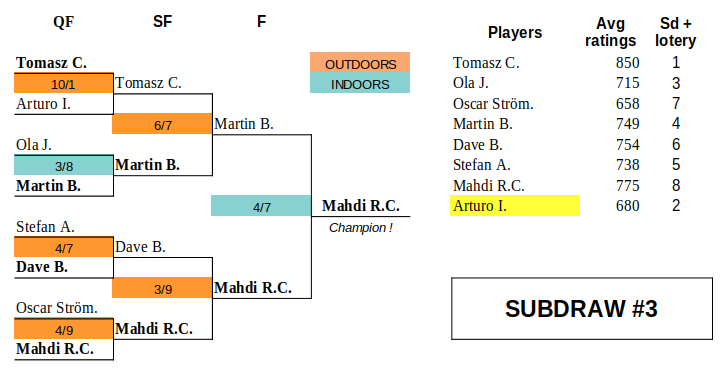 QF SF F
Tomasz C.
10/1
Arturo I.
Tomasz C.
6/7
Ola J.
3/8
Martin B.
Martin B.
Martin B.
4/7
Stefan A.
4/7
Dave B.
Dave B.
3/9
Oscar Ström.
4/9
Mahdi R.C.
Mahdi R.C.
Mahdi R.C.
Mahdi R.C.
Champion !
OUTDOORS
INDOORS
Players Avg ratings Sd + lotery
Tomasz C. 850 1
Ola J. 715 3
Oscar Ström. 658 7
Martin B. 749 4
Dave B. 754 6
Stefan A. 738 5
Mahdi R.C. 775 8
Arturo I. 680 2
SUBDRAW #3